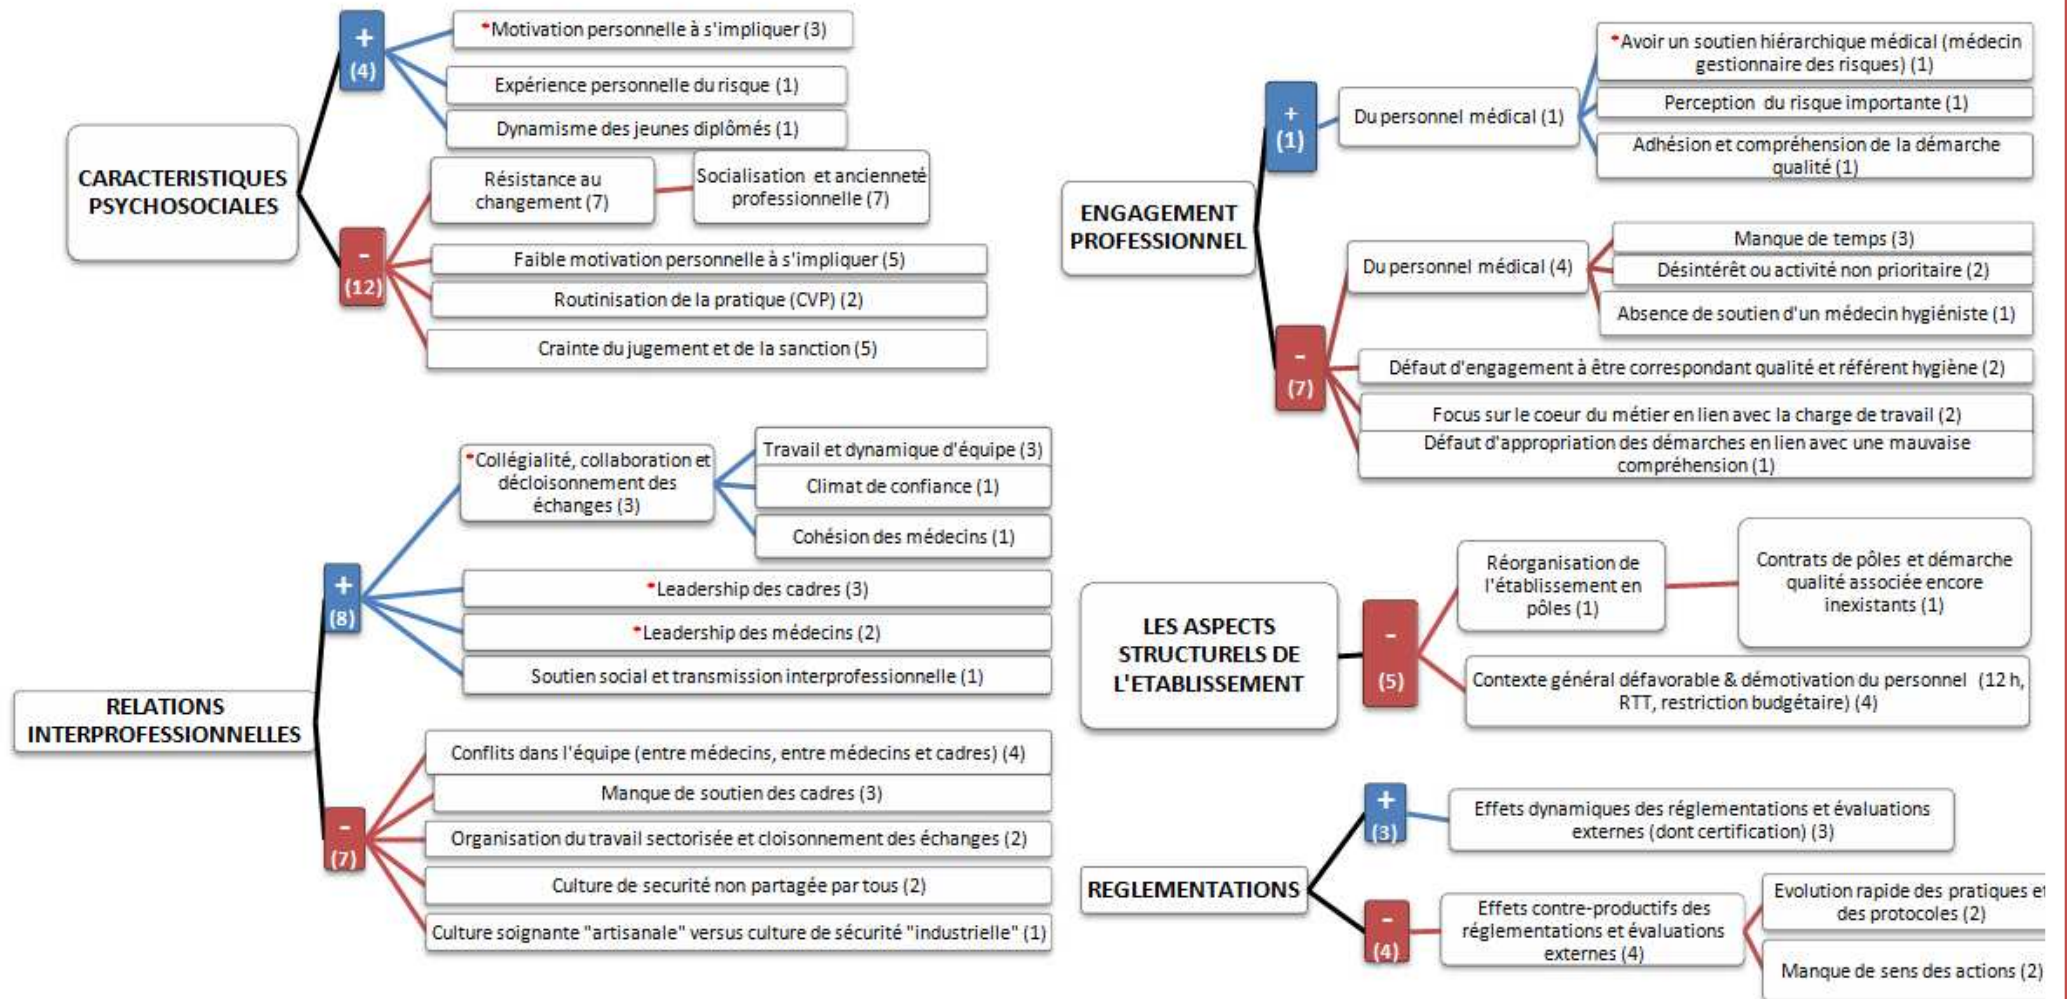 CARACTERISTIQUES
PSYCHOSOCIALES
+
(4)
*Motivation personnelle à s'impliquer (3)
Expérience personnelle du risque (1)
Dynamisme des jeunes diplômés (1)
-
(12)
Résistance au
changement (7)
Socialisation et ancienneté
professionnelle (7)
Faible motivation personnelle à s'impliquer (5)
Routinisation de la pratique (CVP) (2)
Crainte du jugement et de la sanction (5)
RELATIONS
INTERPROFESSIONNELLES
+
(8)
*Collégialité, collaboration et
décloisonnement des
échanges (3)
Travail et dynamique d'équipe (3)
Climat de confiance (1)
Cohésion des médecins (1)
*Leadership des cadres (3)
*Leadership des médecins (2)
Soutien social et transmission interprofessionnelle (1)
-
(7)
Conflits dans l'équipe (entre médecins, entre médecins et cadres) (4)
Manque de soutien des cadres (3)
Organisation du travail sectorisée et cloisonnement des échanges (2)
Culture de securité non partagée par tous (2)
Culture soignante "artisanale" versus culture de sécurité "industrielle" (1)
ENGAGEMENT
PROFESSIONNEL
+
(1)
Du personnel médical (1)
*Avoir un soutien hiérarchique médical (médecin
gestionnaire des risques) (1)
Perception du risque importante (1)
Adhésion et compréhension de la démarche
qualité (1)
-
(7)
Du personnel médical (4)
Manque de temps (3)
Désintérêt ou activité non prioritaire (2)
Absence de soutien d'un médecin hygiéniste (1)
Défaut d'engagement à être correspondant qualité et référent hygiène (2)
Focus sur le coeur du métier en lien avec la charge de travail (2)
Défaut d'appropriation des démarches en lien avec une mauvaise
compréhension (1)
LES ASPECTS
STRUCTURELS DE
L'ETABLISSEMENT
-
(5)
Réorganisation de
l'établissement en
pôles (1)
Contrats de pôles et démarche
qualité associée encore
inexistants (1)
Contexte général défavorable & démotivation du personnel (12 h,
RTT, restriction budgétaire) (4)
REGLEMENTATIONS
+
(3)
Effets dynamiques des réglementations et évaluations
externes (dont certification) (3)
-
(4)
Effets contre-productifs des
réglementations et évaluations
externes (4)
Evolution rapide des pratiques et
des protocoles (2)
Manque de sens des actions (2)